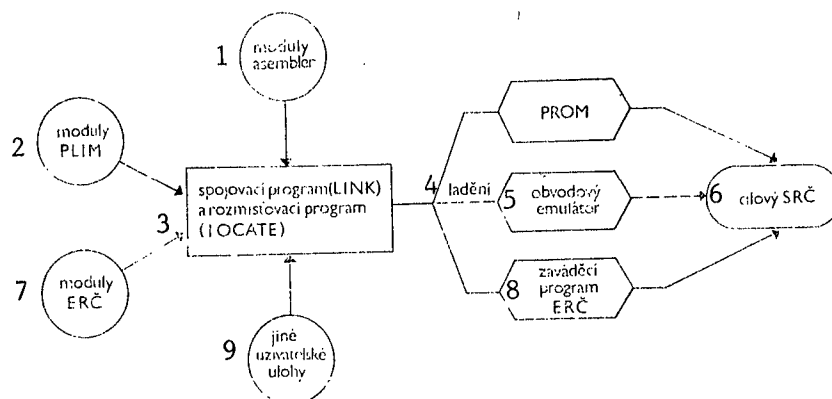 1
moduly
asembler
2
moduly
PLIM
PROM
3
spojovací program(LINK)
a rozmisťovací program
(LOCATE)
4
ladění
5
obvodový
emulátor
6
cílový SRČ
7
moduly
ERČ
8
zaváděcí
program
ERČ
9
jiné
uživatelské
úlohy